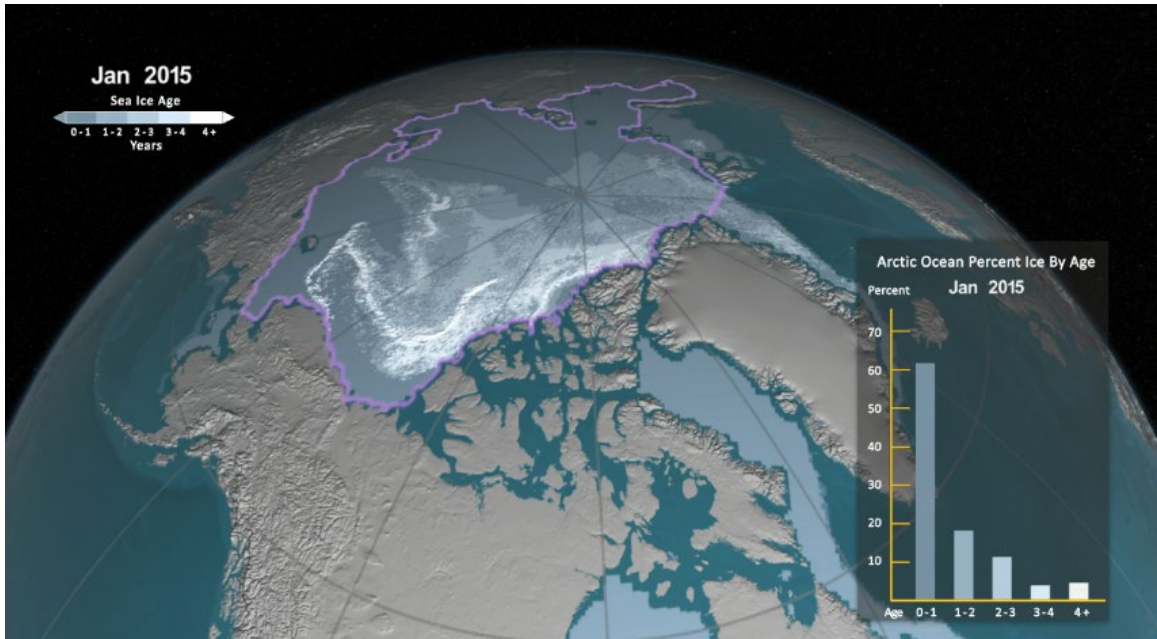 Jan 2015
Sea Ice Age
0-1 1-2 2-3 3-4 4+
Years
Arctic Ocean Percent Ice By Age
Percent Jan 2015
70
60
50
40
30
20
10
Age 0-1 1-2 2-3 3-4 4+